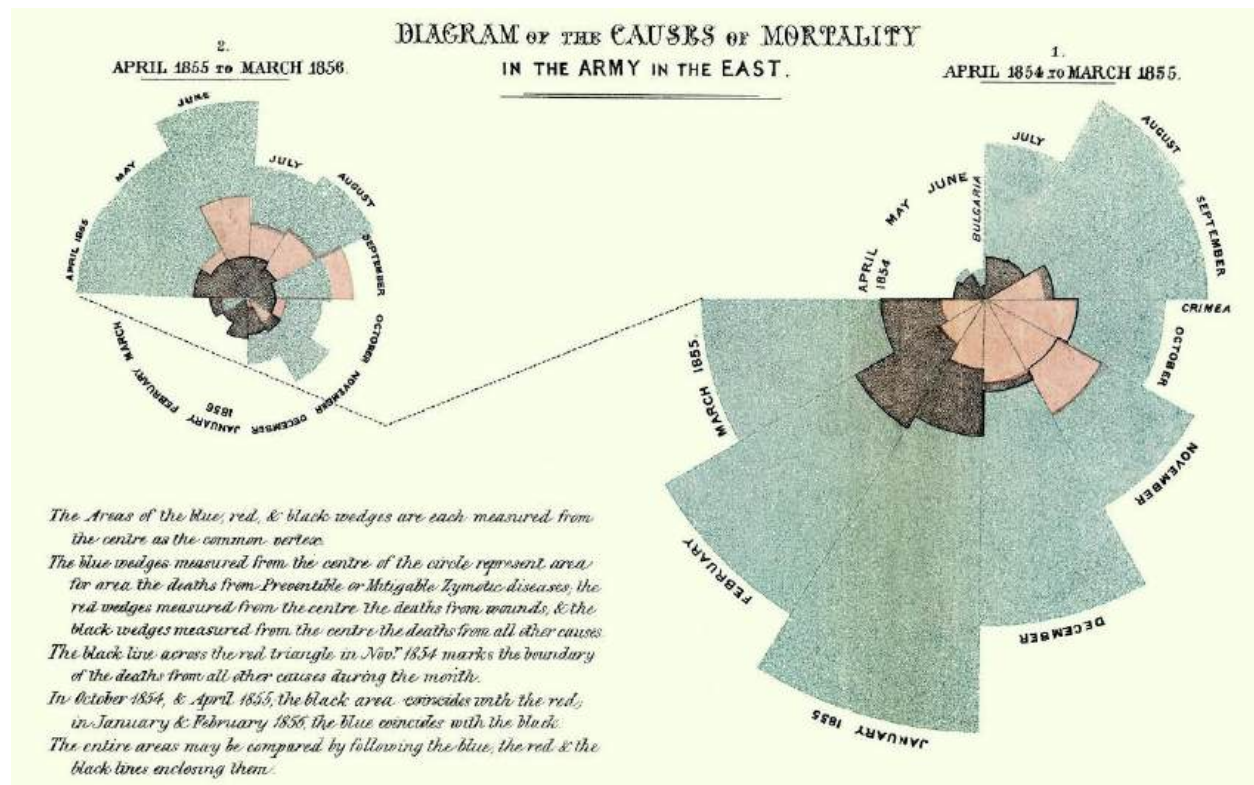 DIAGRAM OF THE CAUSES OF MORTALITY
IN THE ARMY IN THE EAST.
2.
APRIL 1855 TO MARCH 1856.
1.
APRIL 1854 TO MARCH 1855.
APRIL 1855
MAY
JUNE
JULY
AUGUST
SEPTEMBER
OCTOBER
NOVEMBER
DECEMBER
JANUARY
1856
FEBRUARY
MARCH
APRIL
1854
MAY
JUNE
BULGARIA
JULY
AUGUST
SEPTEMBER
CRIMEA
OCTOBER
NOVEMBER
DECEMBER
JANUARY 1855
FEBRUARY
MARCH 1855.
The Areas of the blue, red, & black wedges are each measured from
the centre as the common vertex.
The blue wedges measured from the centre of the circle represent area
for area the deaths from Preventible or Mitigable Zymotic diseases; the
red wedges measured from the centre the deaths from wounds, & the
black wedges measured from the centre the deaths from all other causes.
The black line across the red triangle in Novr. 1854 marks the boundary
of the deaths from all other causes during the month.
In October 1854, & April 1855, the black area coincides with the red;
in January & February 1856, the blue coincides with the black.
The entire areas may be compared by following the blue, the red & the
black lines enclosing them.